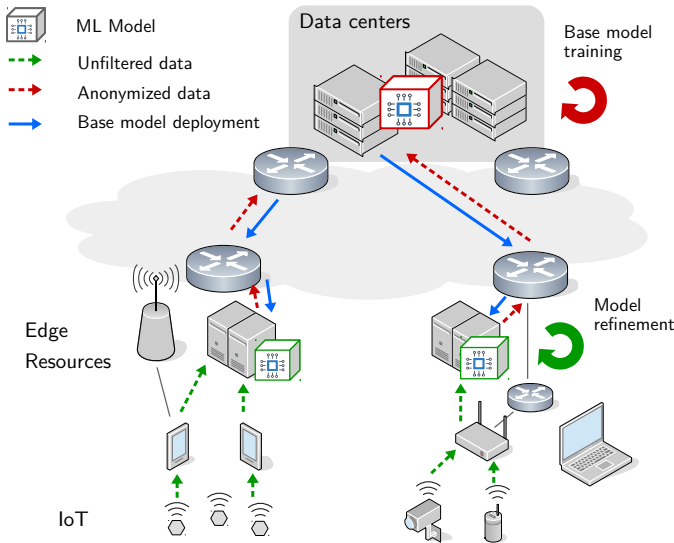 Data centers
ML Model
Base model
training
Unfiltered data
Anonymized data
Base model deployment
Edge
Resources
Model
refinement
IoT